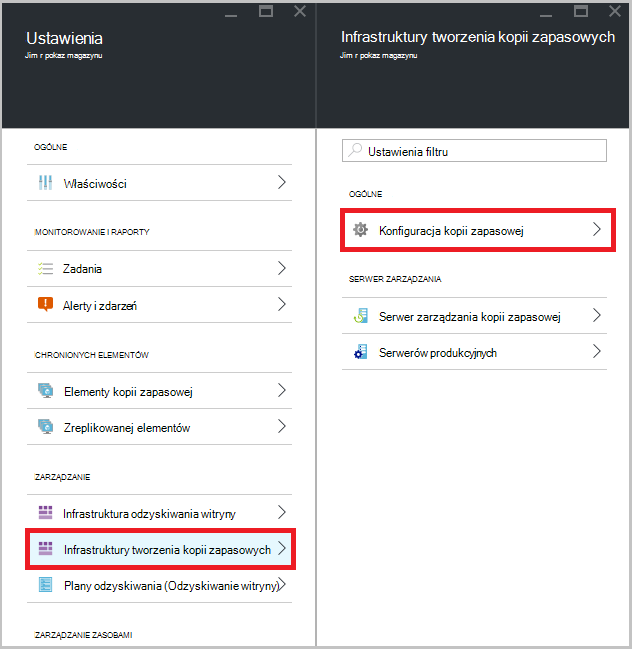 Ustawienia
Jim r pokaz magazynu
OGÓLNE
Właściwości
MONITOROWANIE I RAPORTY
Zadania
Alerty i zdarzeń
CHRONIONYCH ELEMENTÓW
Elementy kopii zapasowej
Zreplikowanej elementów
ZARZĄDZANIE
Infrastruktura odzyskiwania witryny
Infrastruktury tworzenia kopii zapasowych
Plany odzyskiwania (Odzyskiwanie witryny)
ZARZĄDZANIE ZASOBAMI
Infrastruktury tworzenia kopii zapasowych
Jim r pokaz magazynu
Ustawienia filtru
OGÓLNE
Konfiguracja kopii zapasowej
SERWER ZARZĄDZANIA
Serwer zarządzania kopii zapasowej
Serwerów produkcyjnych